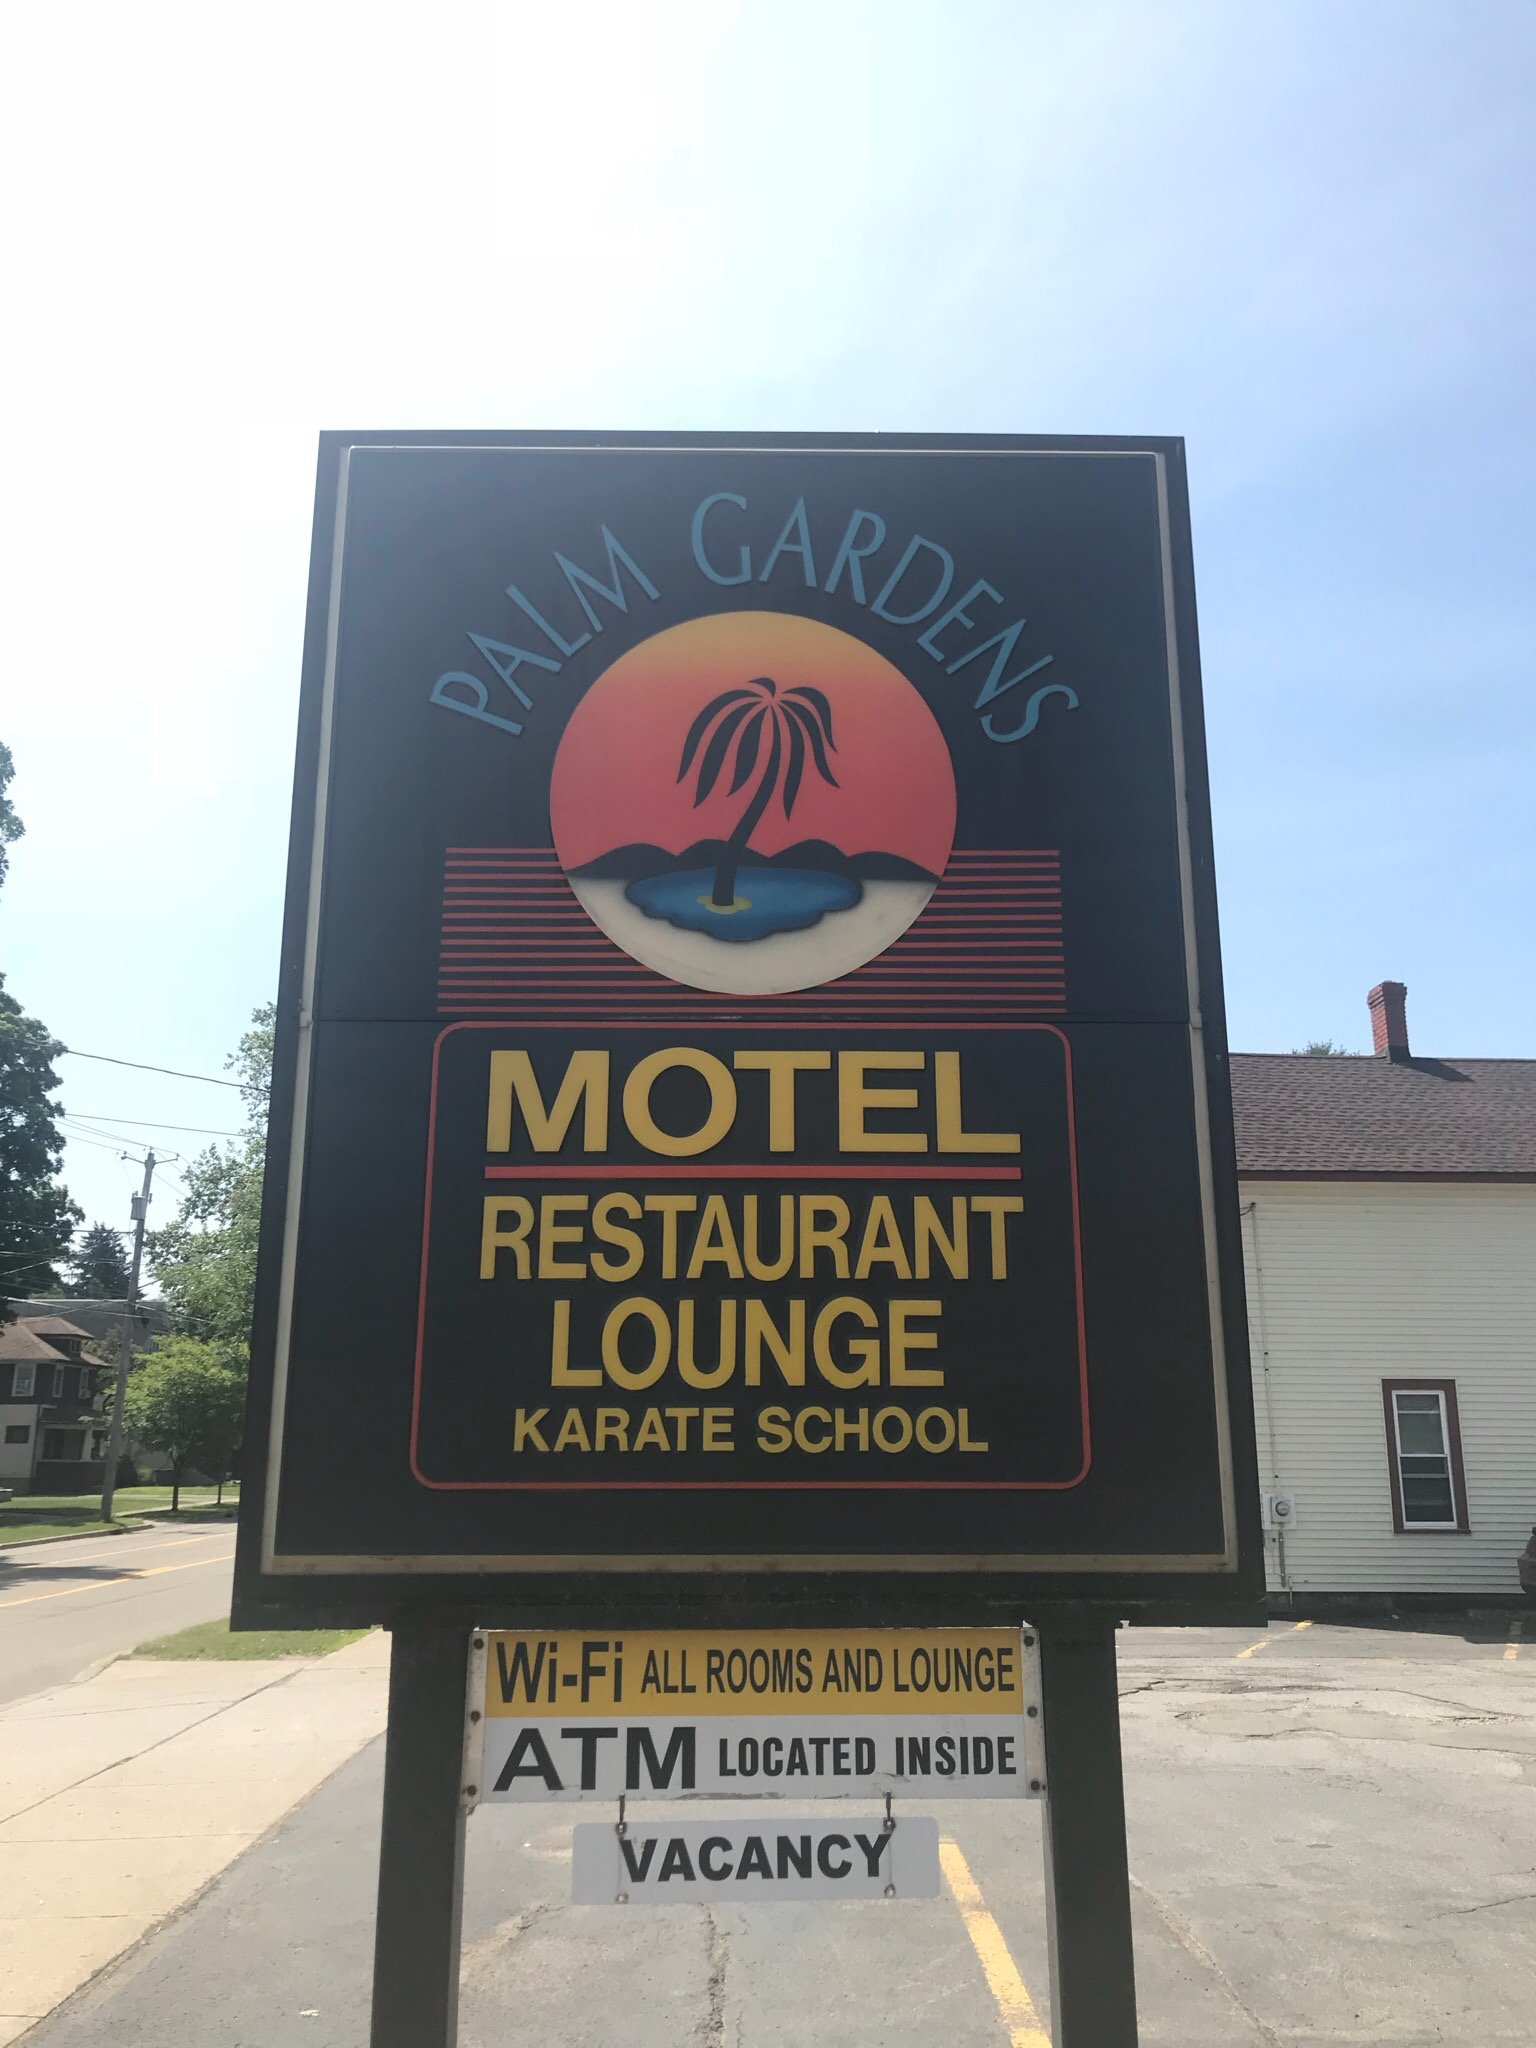 PALM GARDENS
MOTEL
RESTAURANT
LOUNGE
KARATE SCHOOL
Wi-Fi ALL ROOMS AND LOUNGE
ATM LOCATED INSIDE
VACANCY